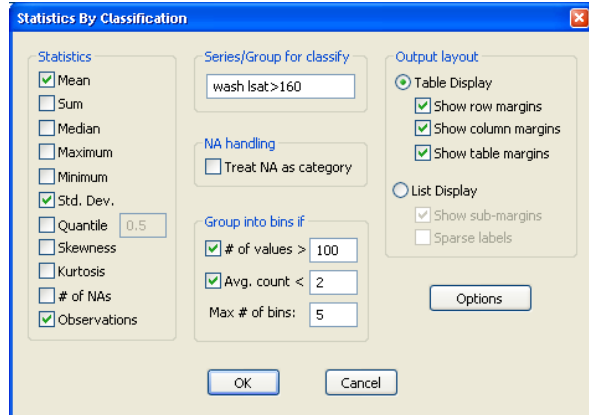 Statistics By Classification
Statistics
Mean
Sum
Median
Maximum
Minimum
Std. Dev.
Quantile 0.5
Skewness
Kurtosis
# of NAs
Observations
Series/Group for classify
wash lsat>160
NA handling
Treat NA as category
Group into bins if
# of values > 100
Avg. count < 2
Max # of bins: 5
Output layout
Table Display
Show row margins
Show column margins
Show table margins
List Display
Show sub-margins
Sparse labels
Options
OK
Cancel